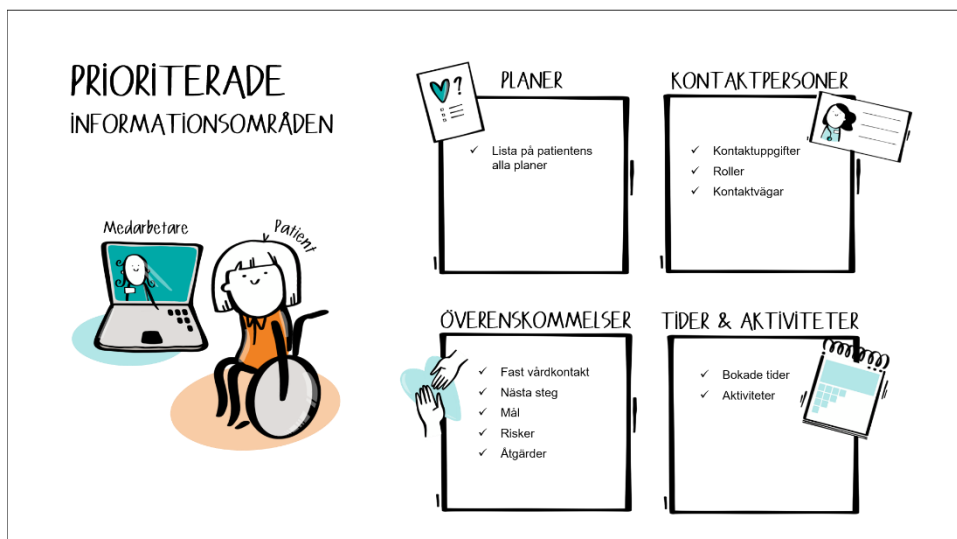 PRIORITERADE
INFORMATIONSOMRÅDEN
Medarbetare
Patient
PLANER
?
✓ Lista på patientens
alla planer
KONTAKTPERSONER
✓ Kontaktuppgifter
✓ Roller
✓ Kontaktvägar
ÖVERENSKOMMELSER
✓ Fast vårdkontakt
✓ Nästa steg
✓ Mål
✓ Risker
✓ Åtgärder
TIDER & AKTIVITETER
✓ Bokade tider
✓ Aktiviteter